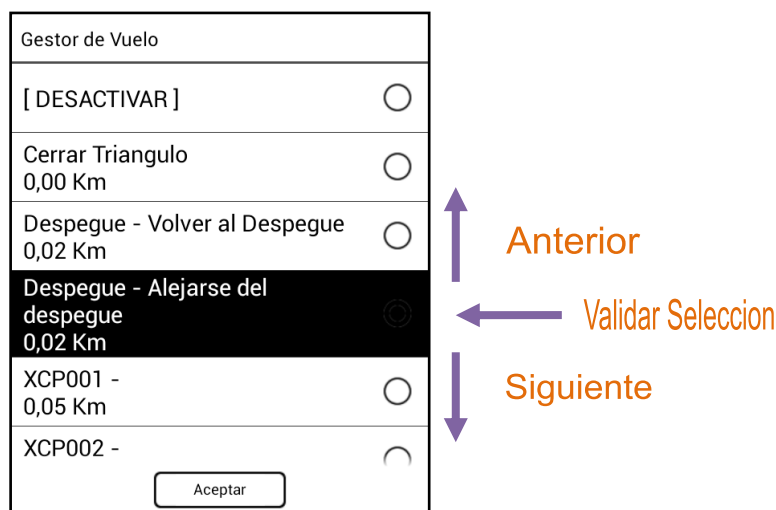 Gestor de Vuelo
[ DESACTIVAR ]
Cerrar Triangulo
0,00 Km
Despegue - Volver al Despegue
0,02 Km
Despegue - Alejarse del
despegue
0,02 Km
XCP001 -
0,05 Km
XCP002 -
Aceptar
Anterior
Validar Seleccion
Siguiente